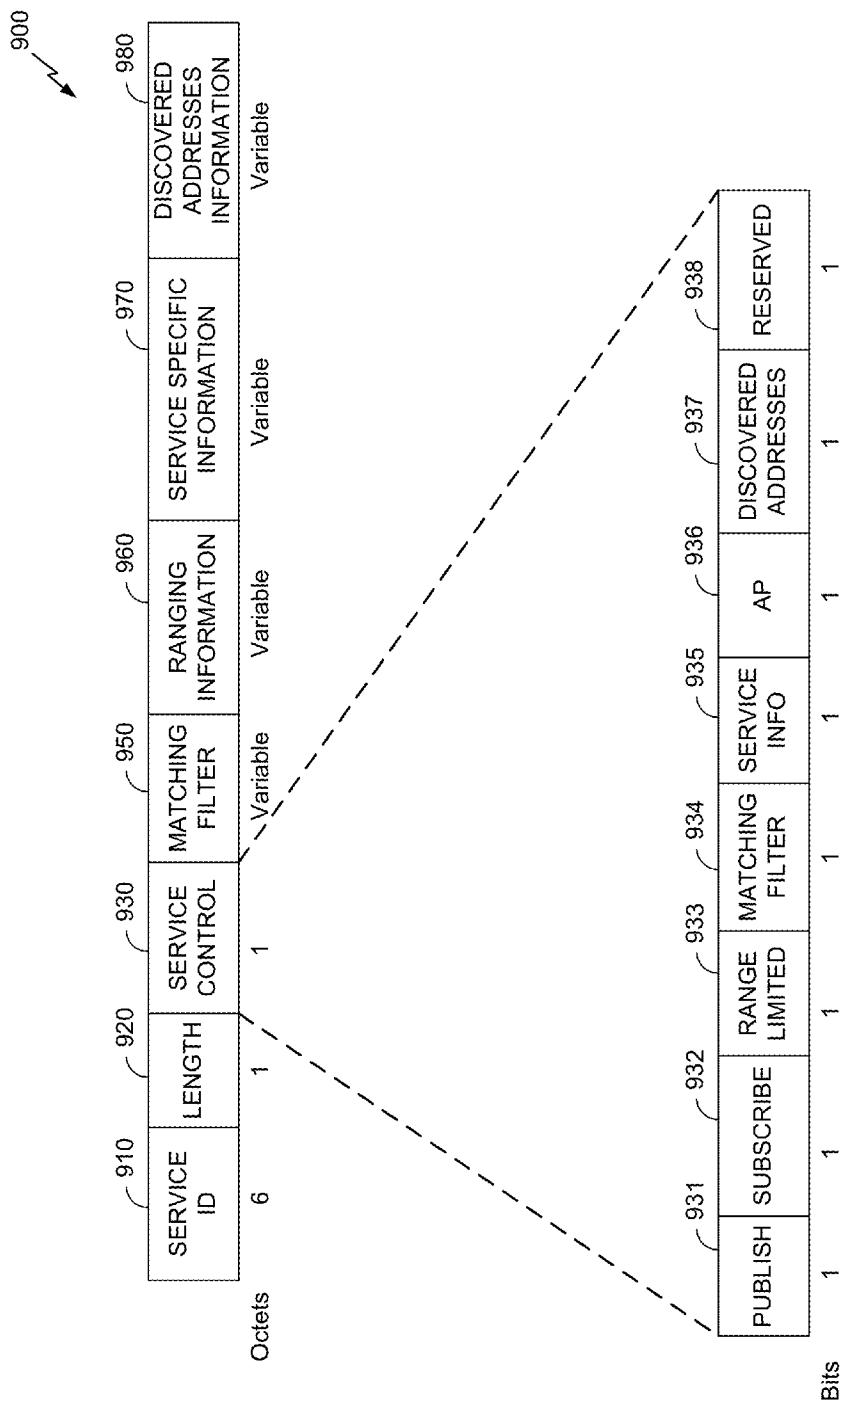 900
910
920
930
950
960
970
980
SERVICE
ID
LENGTH
SERVICE
CONTROL
MATCHING
FILTER
RANGING
INFORMATION
SERVICE SPECIFIC
INFORMATION
DISCOVERED
ADDRESSES
INFORMATION
Octets
6
1
1
Variable
Variable
Variable
Variable
931
932
933
934
935
936
937
938
PUBLISH
SUBSCRIBE
RANGE
LIMITED
MATCHING
FILTER
SERVICE
INFO
AP
DISCOVERED
ADDRESSES
RESERVED
Bits
1
1
1
1
1
1
1
1